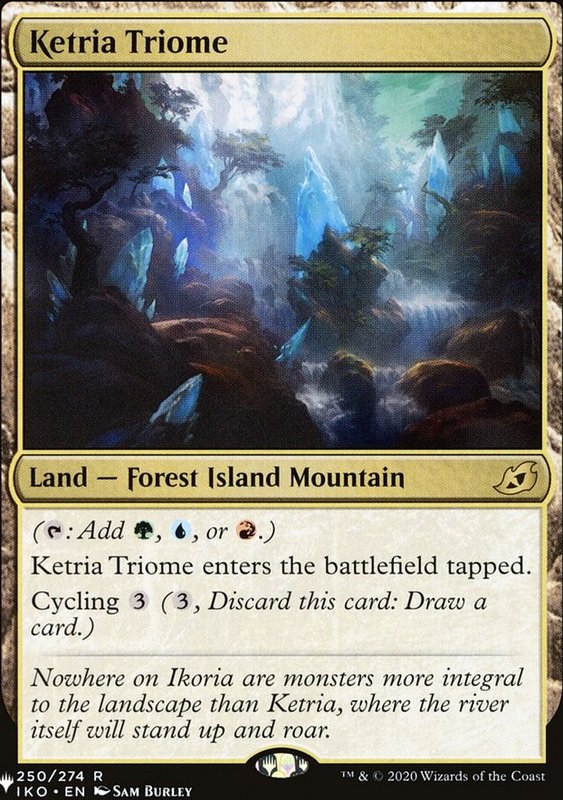 Ketria Triome
Land — Forest Island Mountain
(: Add , , or .)
Ketria Triome enters the battlefield tapped.
Cycling 3 (3, Discard this card: Draw a
card.)
Nowhere on Ikoria are monsters more integral
to the landscape than Ketria, where the river
itself will stand up and roar.
250/274 R
IKO • EN SAM BURLEY
™ & © 2020 Wizards of the Coast